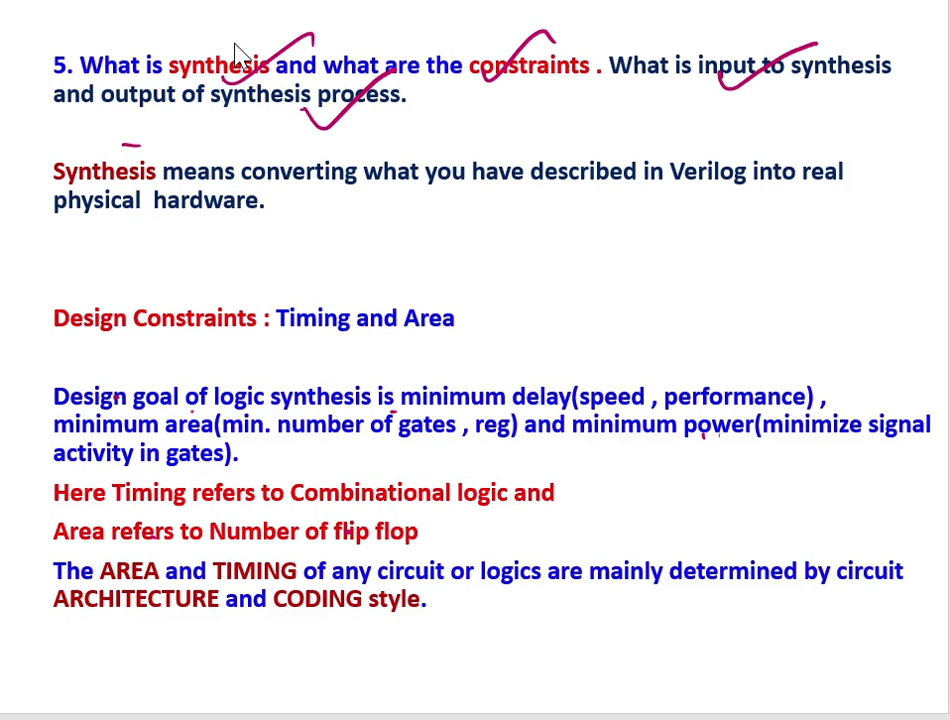 5. What is synthesis and what are the constraints . What is input to synthesis
and output of synthesis process.
Synthesis means converting what you have described in Verilog into real
physical hardware.
Design Constraints : Timing and Area
Design goal of logic synthesis is minimum delay(speed , performance) ,
minimum area(min. number of gates , reg) and minimum power(minimize signal
activity in gates).
Here Timing refers to Combinational logic and
Area refers to Number of flip flop
The AREA and TIMING of any circuit or logics are mainly determined by circuit
ARCHITECTURE and CODING style.